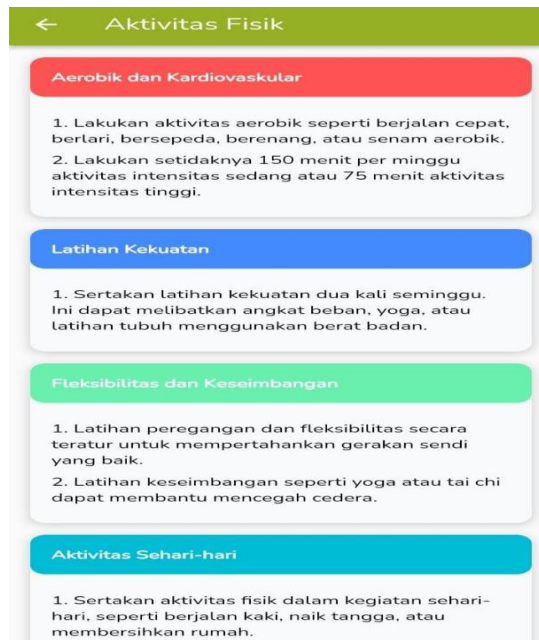 Aktivitas Fisik
Aerobik dan Kardiovaskular
1. Lakukan aktivitas aerobik seperti berjalan cepat,
berlari, bersepeda, berenang, atau senam aerobik.
2. Lakukan setidaknya 150 menit per minggu
aktivitas intensitas sedang atau 75 menit aktivitas
intensitas tinggi.
Latihan Kekuatan
1. Sertakan latihan kekuatan dua kali seminggu.
Ini dapat melibatkan angkat beban, yoga, atau
latihan tubuh menggunakan berat badan.
Fleksibilitas dan Keseimbangan
1. Latihan peregangan dan fleksibilitas secara
teratur untuk mempertahankan gerakan sendi
yang baik.
2. Latihan keseimbangan seperti yoga atau tai chi
dapat membantu mencegah cedera.
Aktivitas Sehari-hari
1. Sertakan aktivitas fisik dalam kegiatan sehari-
hari, seperti berjalan kaki, naik tangga, atau
membersihkan rumah.